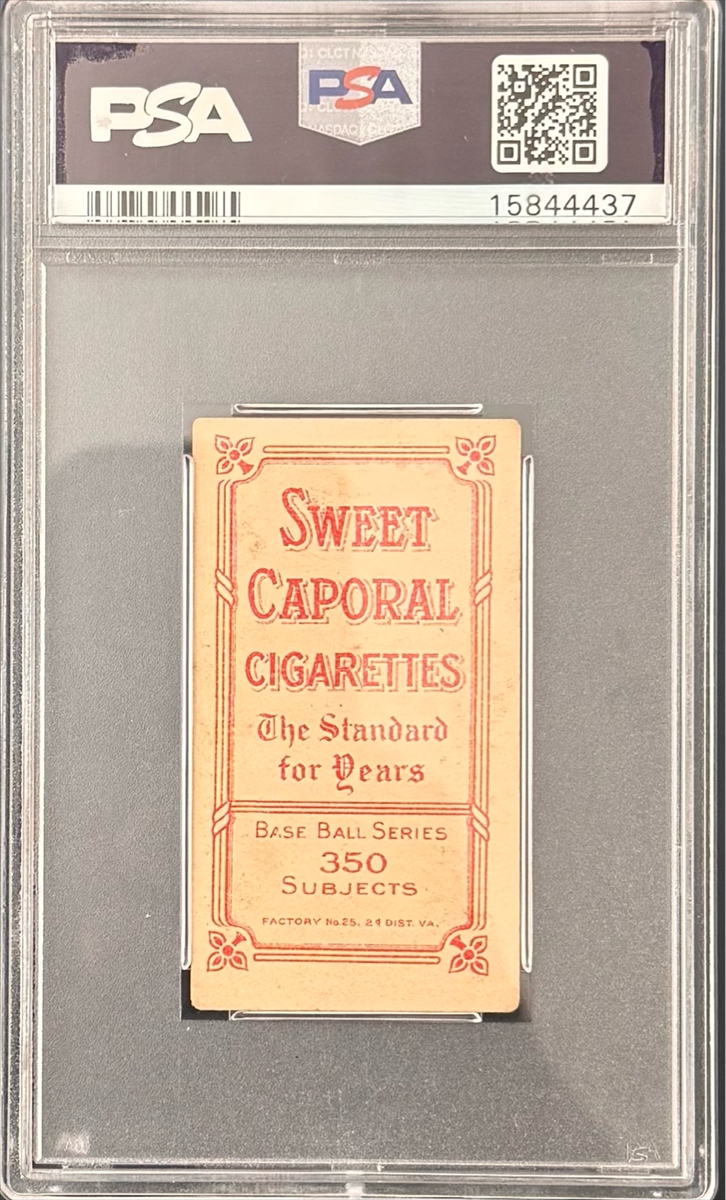 PSA
PSA
15844437
SWEET
CAPORAL
CIGARETTES
The Standard
for Years
BASE BALL SERIES
350
SUBJECTS
FACTORY No 25, 2d DIST. VA.